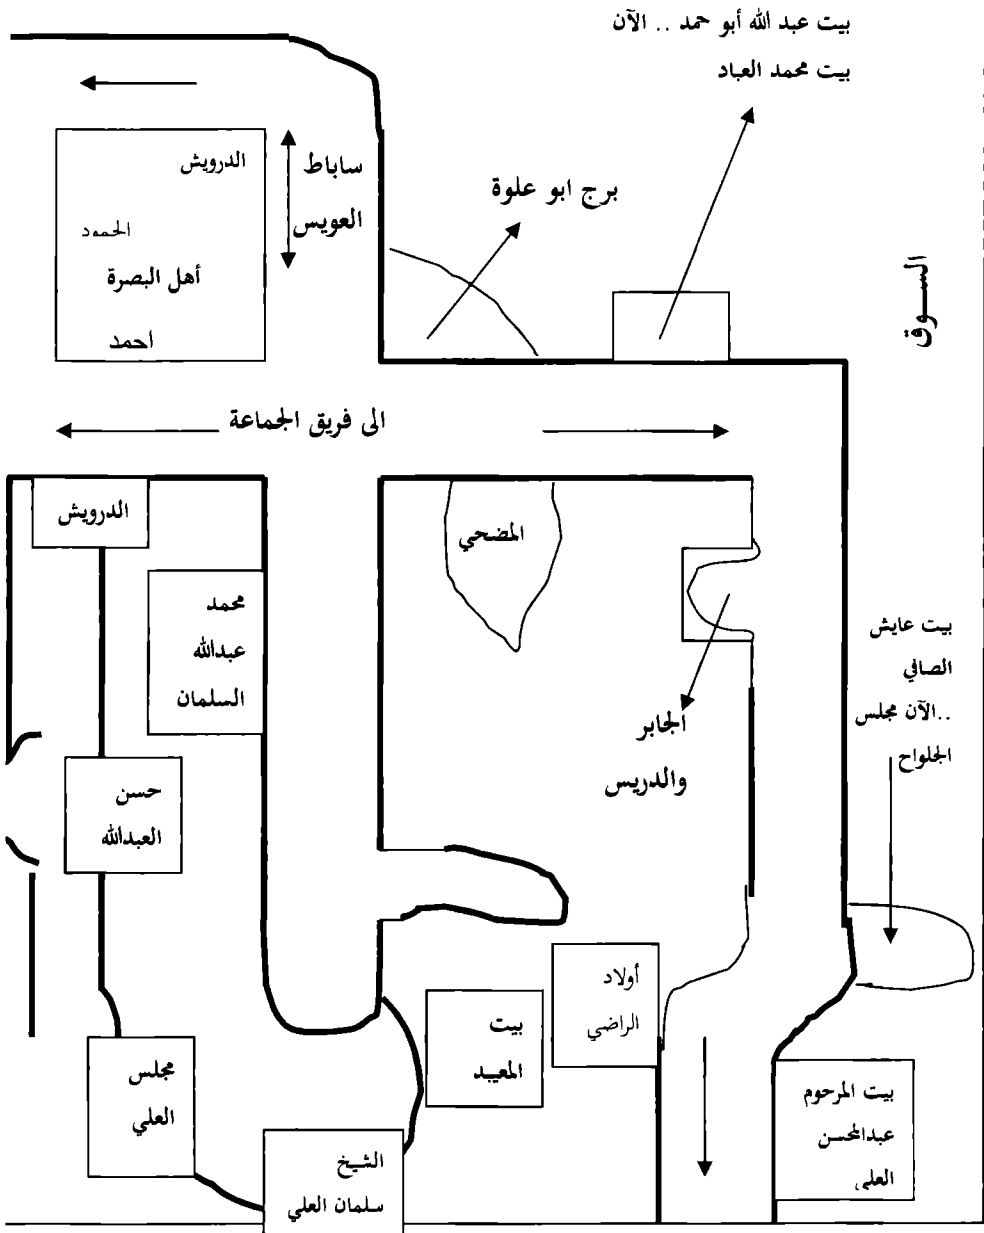 بيت عبد الله أبو حمد .. الآن
بيت محمد العباد
برج ابو علوة
ساباط
العويس
الدرويش
الحمود
أهل البصرة
احمد
الســوق
الى فريق الجماعة
الدرويش
المضحي
محمد
عبدالله
السلمان
بيت عايش
الصافي
..الآن مجلس
الجلواح
الجابر
والدريس
حسن
العبدالله
أولاد
الراضي
بيت
المعيبد
مجلس
العلي
بيت المرحوم
عبدالمحسن
العلي
الشيخ
سلمان العلي